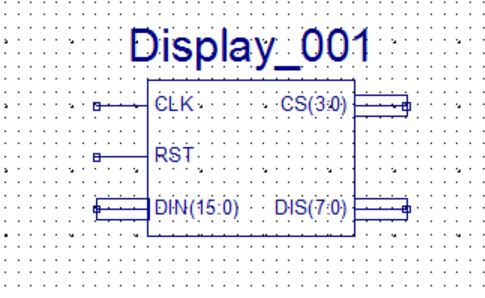 Display_001
CLK CS(3:0)
RST
DIN(15:0) DIS(7:0)